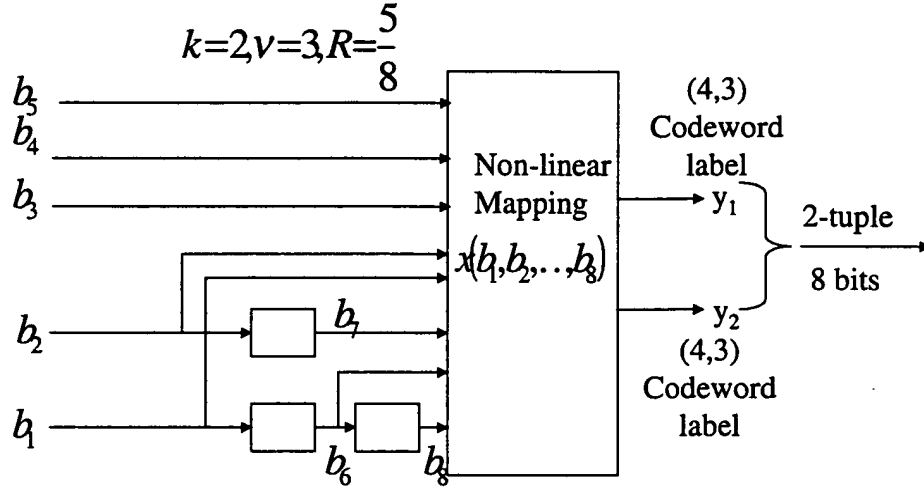 k=2,ν=3,R=5/8
b5
b4
b3
b2
b1
b7
b6
b8
Non-linear
Mapping
x(b1,b2,...,b8)
(4,3)
Codeword
label
y1
y2
(4,3)
Codeword
label
2-tuple
8 bits